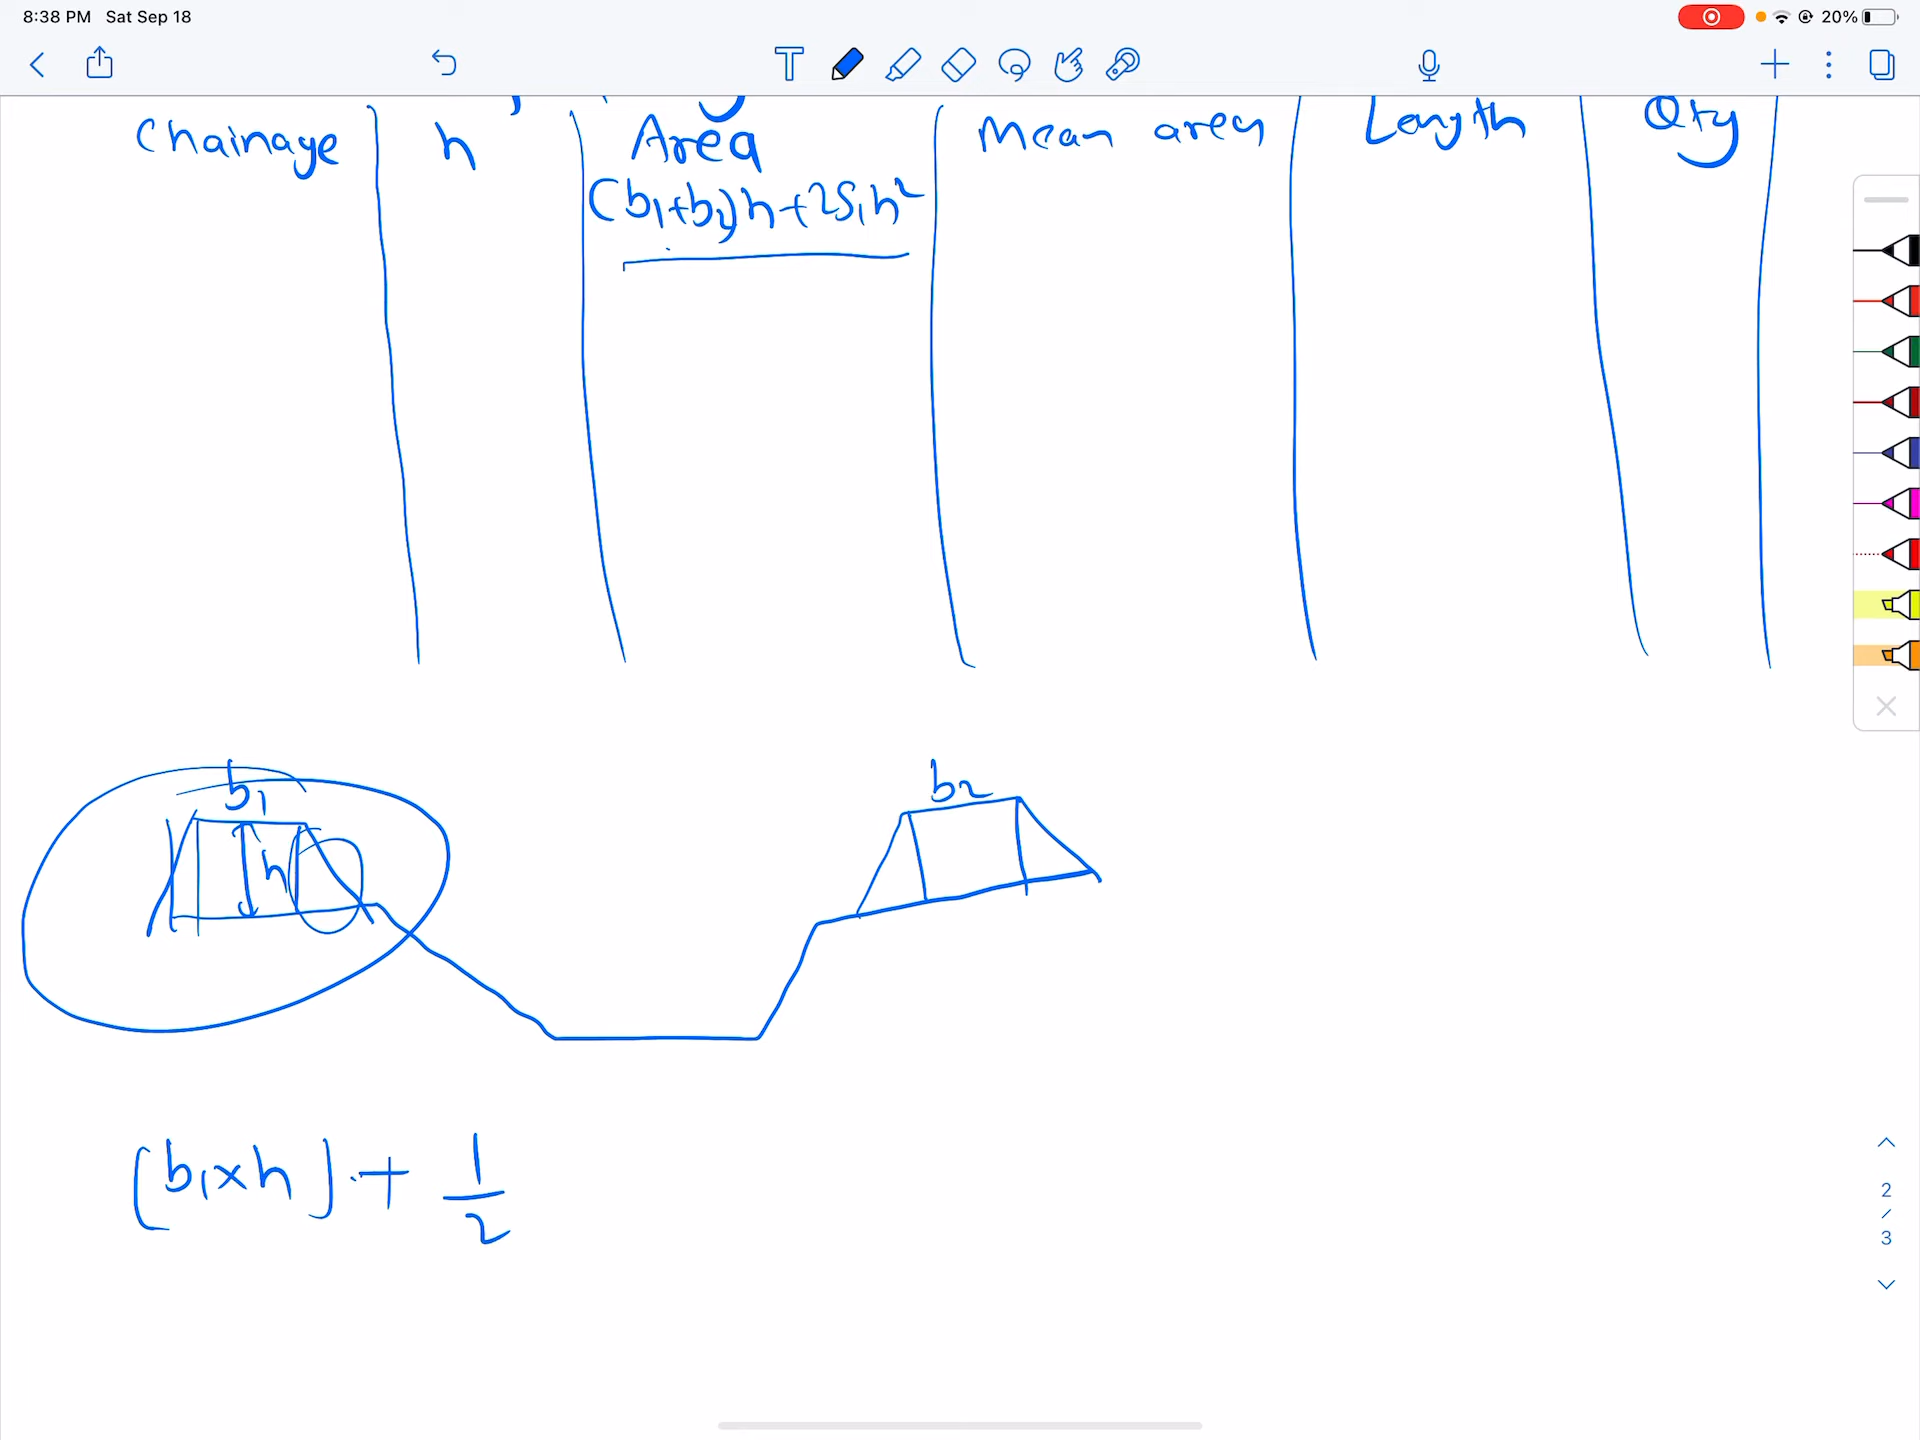 8:38 PM Sat Sep 18 20%
T
Chainage h Area Mean area Length Qty
(b1+b2)h+2S1h²
b1 b2
h
[b1xh] + 1/2
2
/
3